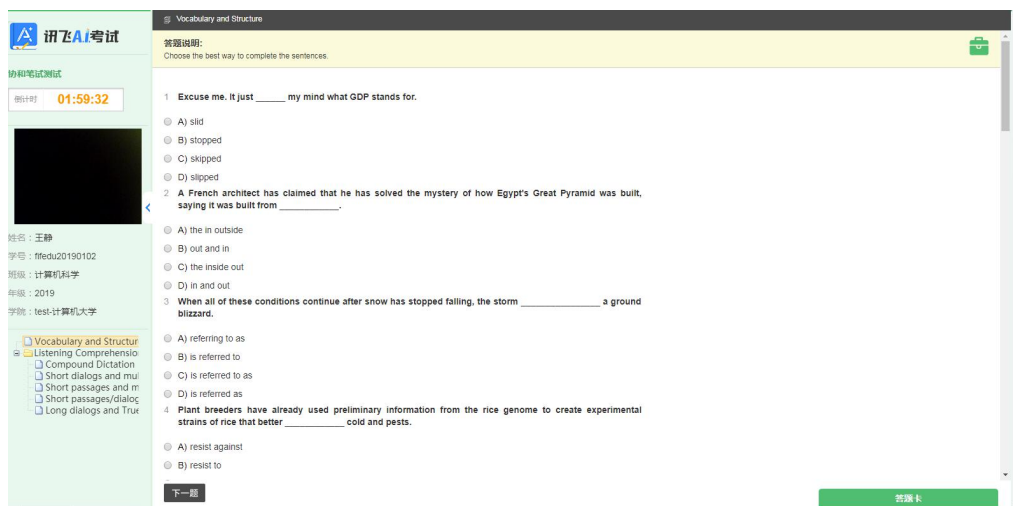 讯飞AI考试
协和笔试测试
倒计时 01:59:32
姓名：王静
学号：fifedu20190102
班级：计算机科学
年级：2019
学院：test-计算机大学
Vocabulary and Structur
Listening Comprehensio
Compound Dictation
Short dialogs and mul
Short passages and m
Short passages/dialog
Long dialogs and True
Vocabulary and Structure
答题说明:
Choose the best way to complete the sentences.
1 Excuse me. It just ______ my mind what GDP stands for.
A) slid
B) stopped
C) skipped
D) slipped
2 A French architect has claimed that he has solved the mystery of how Egypt's Great Pyramid was built,
saying it was built from ____________.
A) the in outside
B) out and in
C) the inside out
D) in and out
3 When all of these conditions continue after snow has stopped falling, the storm ________________ a ground
blizzard.
A) referring to as
B) is referred to
C) is referred to as
D) is referred as
4 Plant breeders have already used preliminary information from the rice genome to create experimental
strains of rice that better ____________ cold and pests.
A) resist against
B) resist to
下一题
答题卡